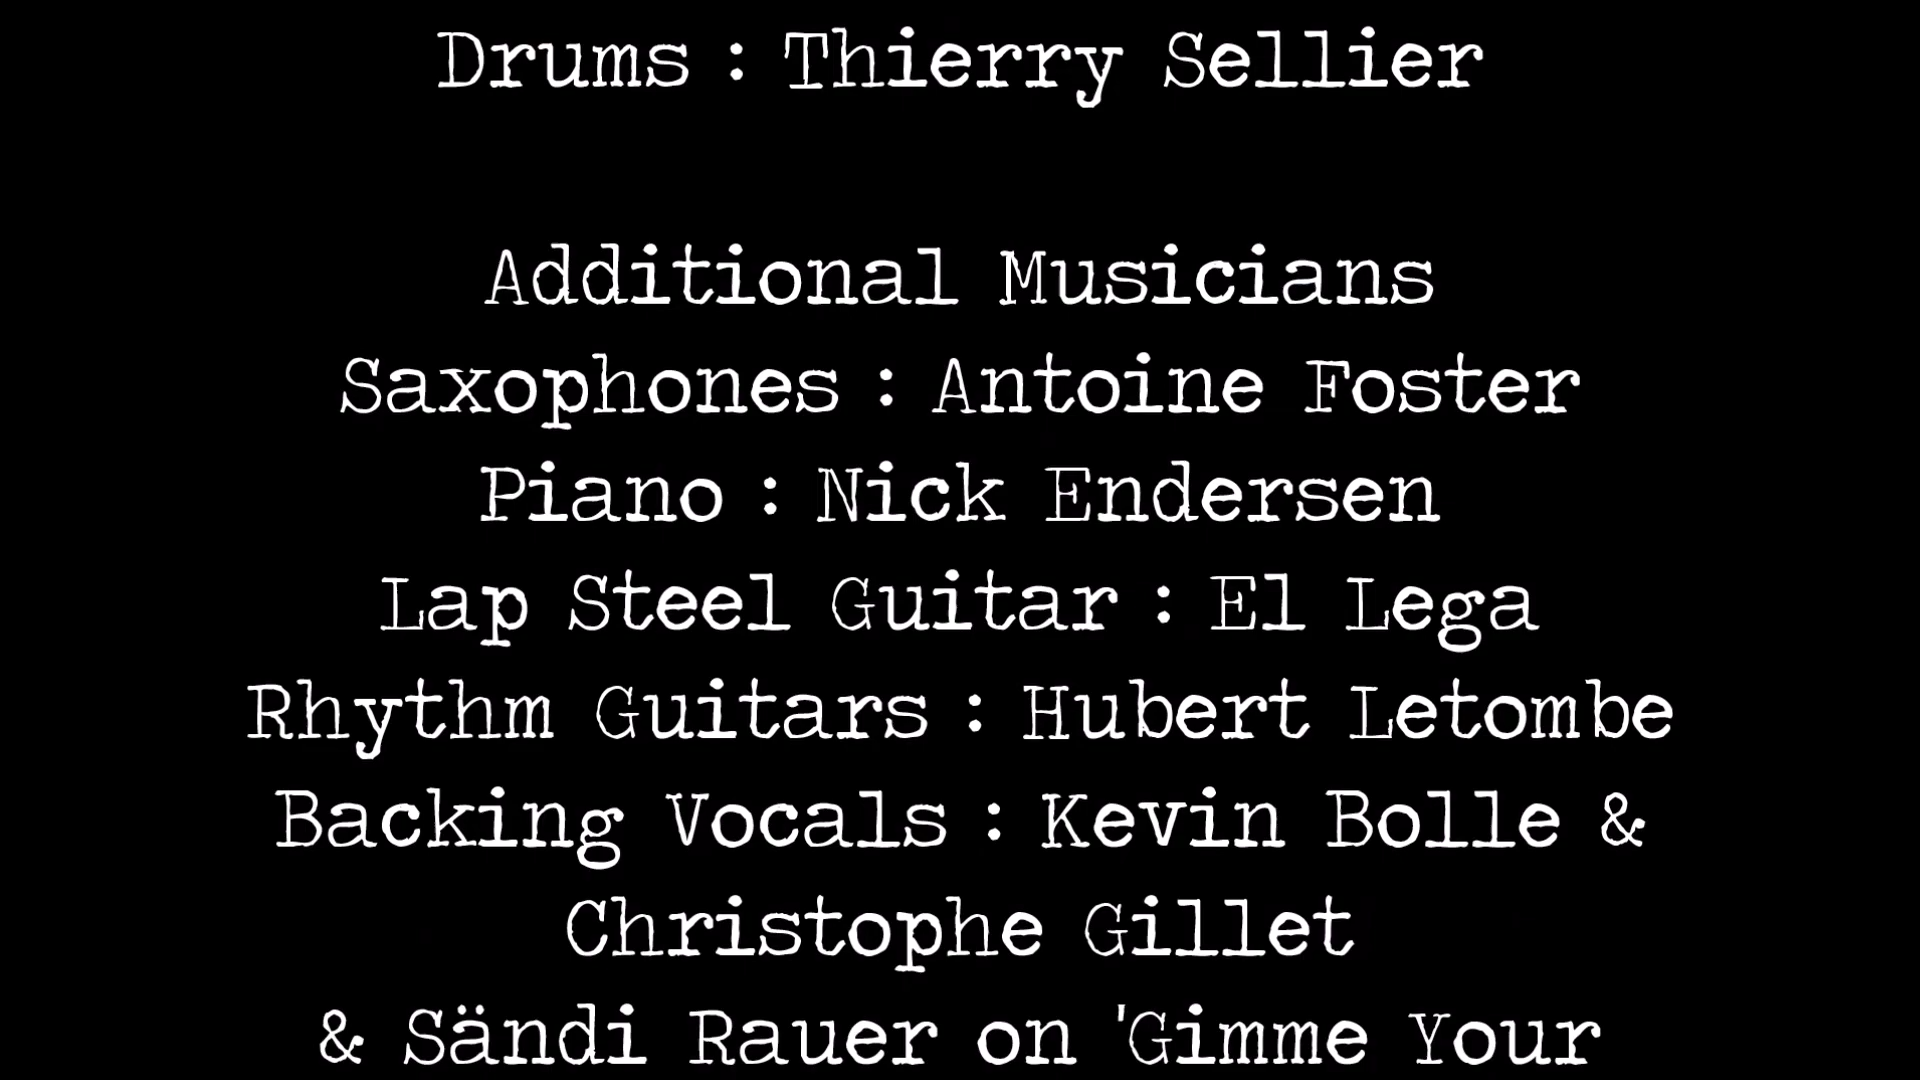 Drums : Thierry Sellier
Additional Musicians
Saxophones : Antoine Foster
Piano : Nick Endersen
Lap Steel Guitar : El Lega
Rhythm Guitars : Hubert Letombe
Backing Vocals : Kevin Bolle &
Christophe Gillet
& Sändi Rauer on 'Gimme Your